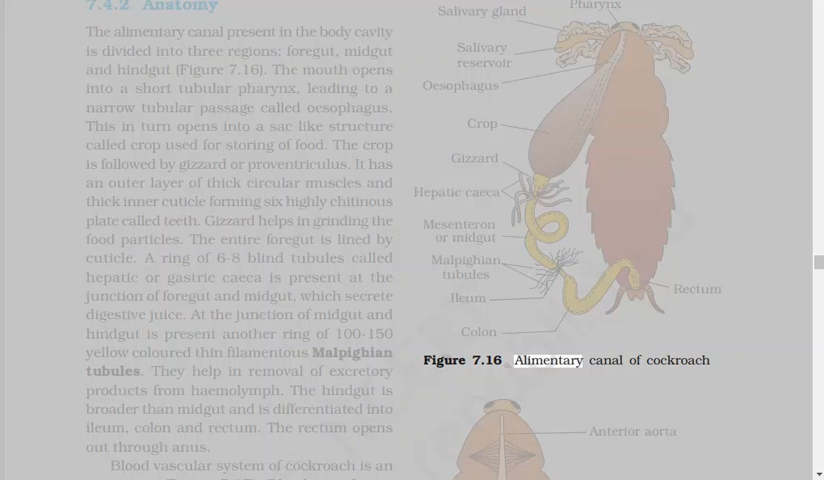 7.4.2 Anatomy
The alimentary canal present in the body cavity
is divided into three regions: foregut, midgut
and hindgut (Figure 7.16). The mouth opens
into a short tubular pharynx, leading to a
narrow tubular passage called oesophagus.
This in turn opens into a sac like structure
called crop used for storing of food. The crop
is followed by gizzard or proventriculus. It has
an outer layer of thick circular muscles and
thick inner cuticle forming six highly chitinous
plate called teeth. Gizzard helps in grinding the
food particles. The entire foregut is lined by
cuticle. A ring of 6-8 blind tubules called
hepatic or gastric caeca is present at the
junction of foregut and midgut, which secrete
digestive juice. At the junction of midgut and
hindgut is present another ring of 100-150
yellow coloured thin filamentous Malpighian
tubules. They help in removal of excretory
products from haemolymph. The hindgut is
broader than midgut and is differentiated into
ileum, colon and rectum. The rectum opens
out through anus.
Blood vascular system of cockroach is an
Pharynx
Salivary gland
Salivary
reservoir
Oesophagus
Crop
Gizzard
Hepatic caeca
Mesenteron
or midgut
Malpighian
tubules
Ileum
Rectum
Colon
Figure 7.16 Alimentary canal of cockroach
Anterior aorta